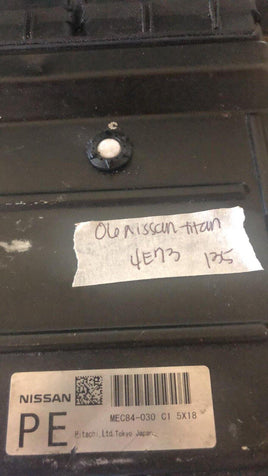 06 nissan titan
4E73 135
NISSAN
PE
MEC84-030 C1 5X18
Hitachi,Ltd.Tokyo Japan.